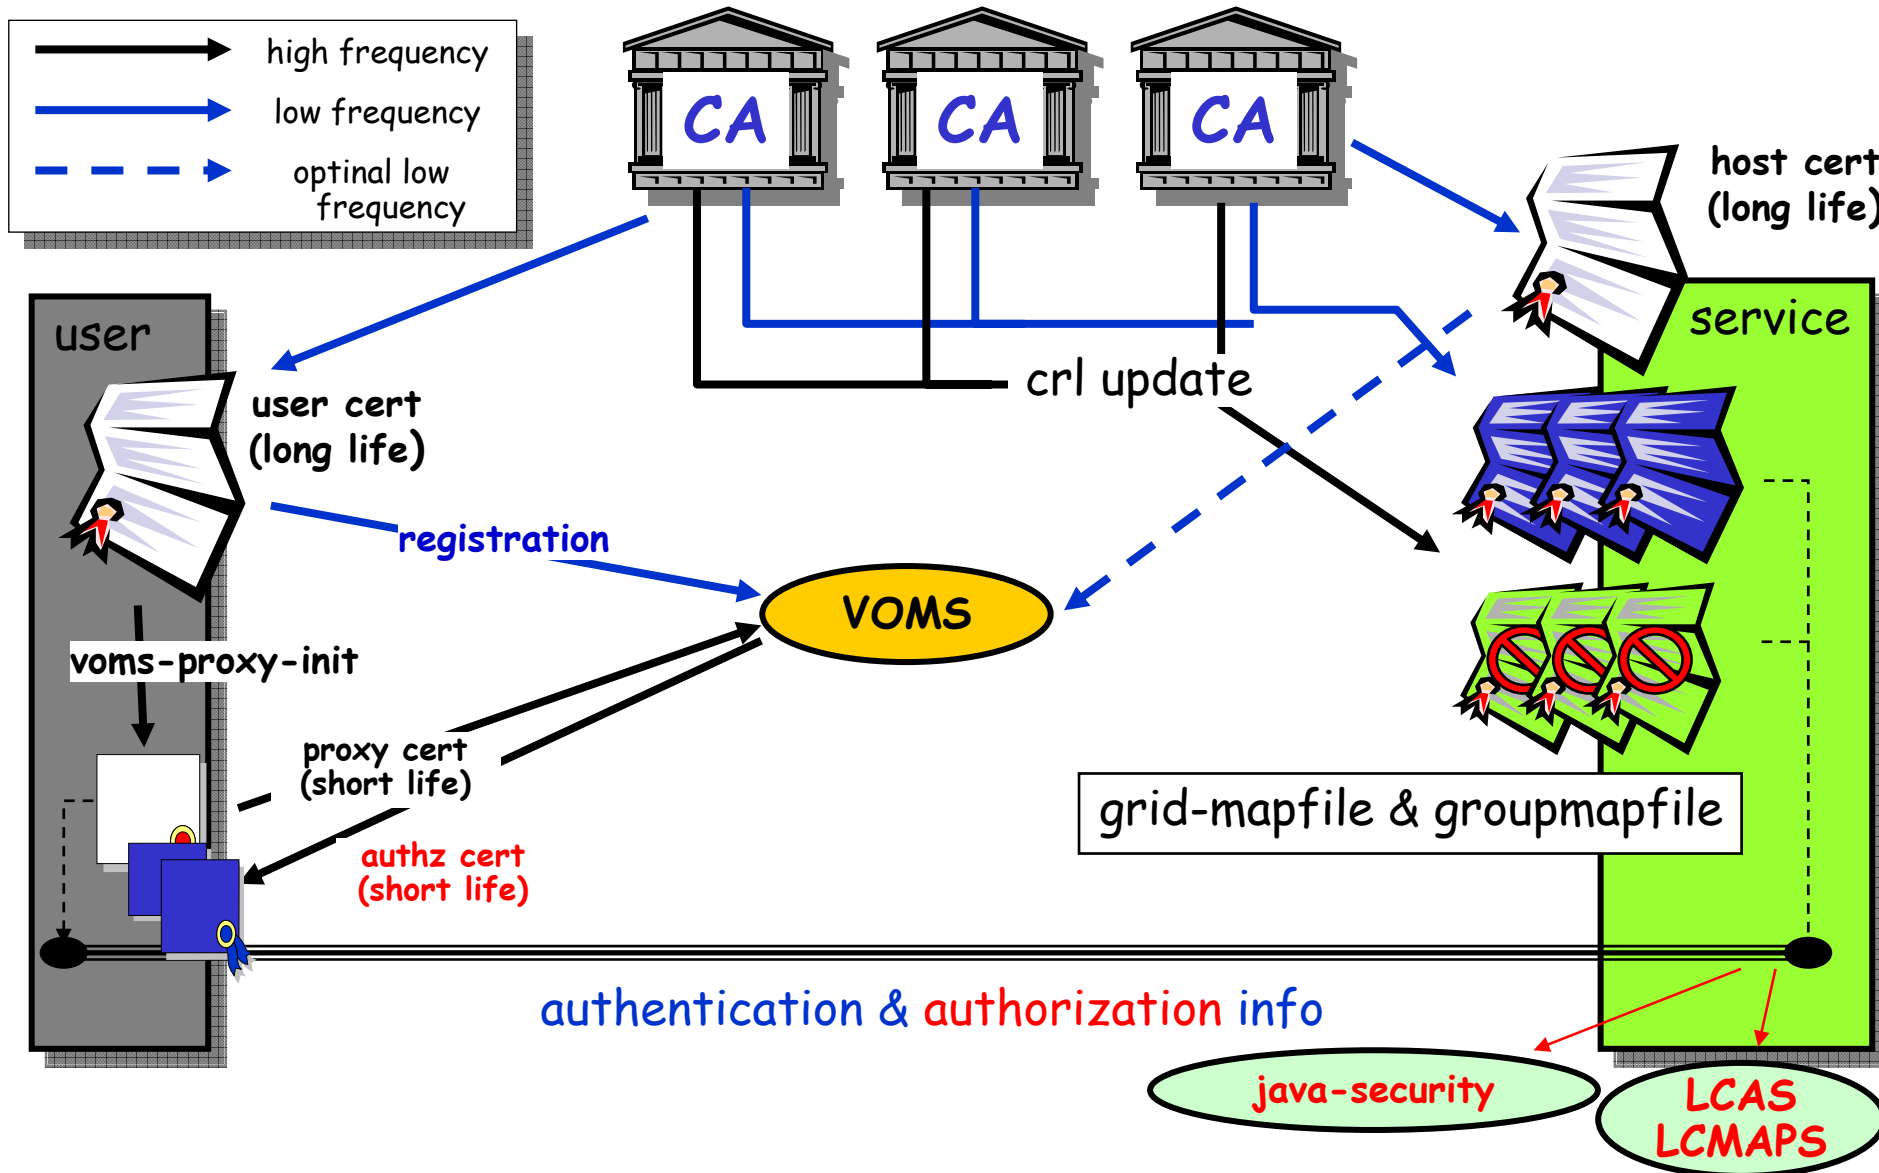 high frequency
low frequency
optinal low
frequency
CA
CA
CA
host cert
(long life)
user
service
crl update
user cert
(long life)
registration
VOMS
voms-proxy-init
proxy cert
(short life)
grid-mapfile & groupmapfile
authz cert
(short life)
authentication & authorization info
java-security
LCAS
LCMAPS